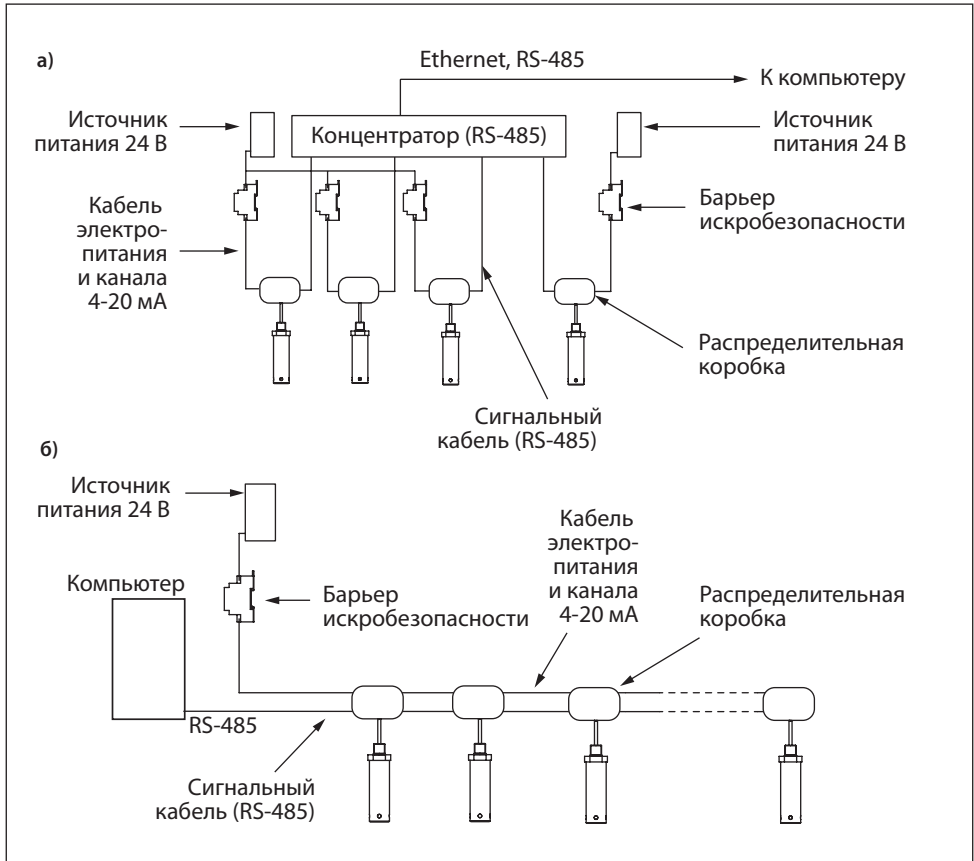 а)
Ethernet, RS-485
К компьютеру
Источник
питания 24 В
Концентратор (RS-485)
Источник
питания 24 В
Кабель
электро-
питания
и канала
4-20 мА
Барьер
искробезопасности
Распределительная
коробка
Сигнальный
кабель (RS-485)
б)
Источник
питания 24 В
Компьютер
Барьер
искробезопасности
Кабель
электро-
питания
и канала
4-20 мА
Распределительная
коробка
RS-485
Сигнальный
кабель (RS-485)